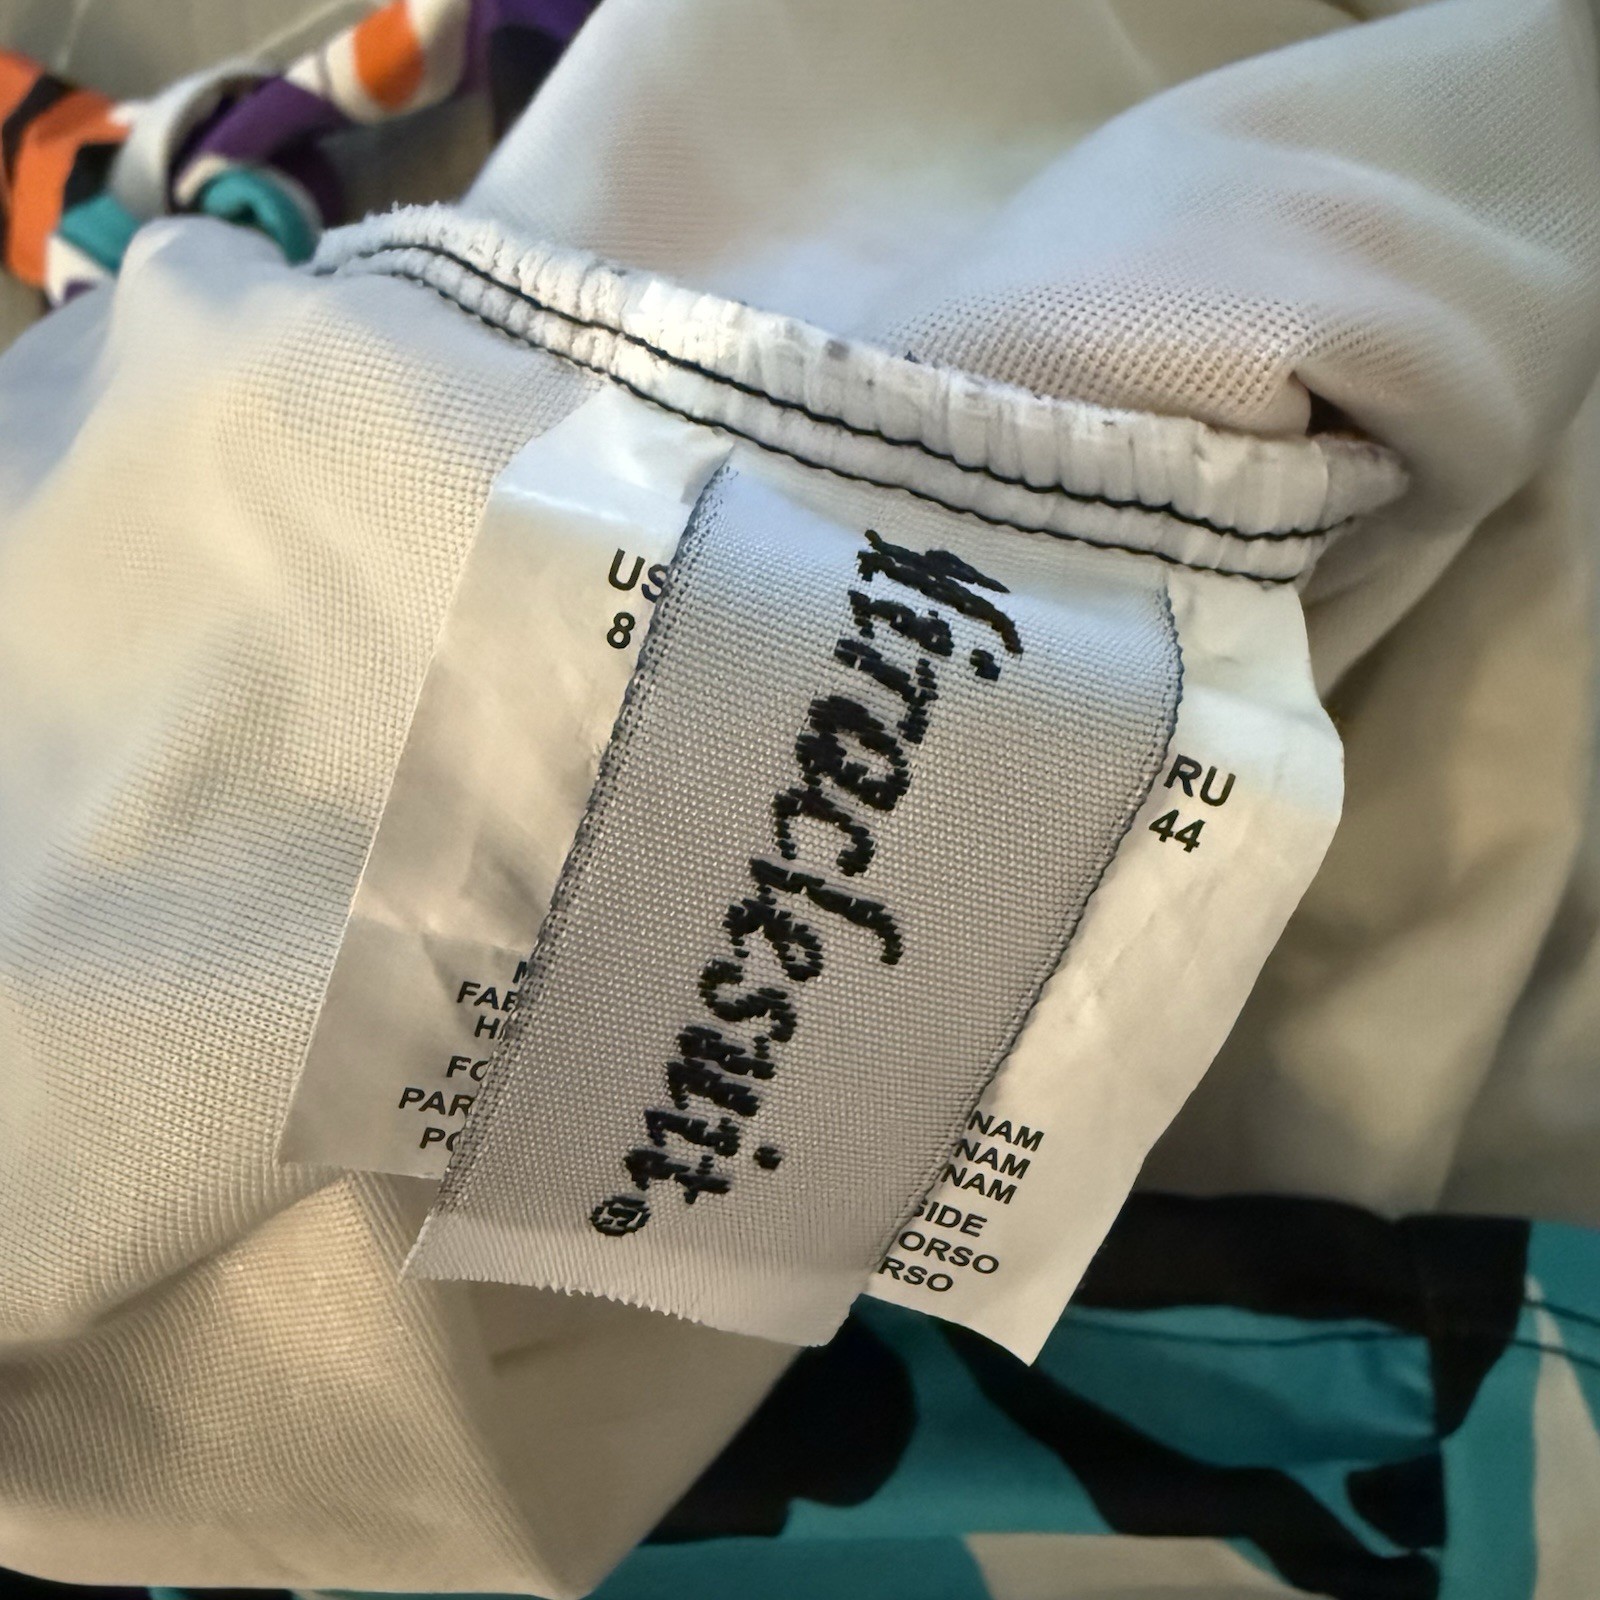 US
8
Miraclesuit®
RU
44
FAB
FO
PAR
PO
NAM
NAM
NAM
SIDE
ORSO
RSO